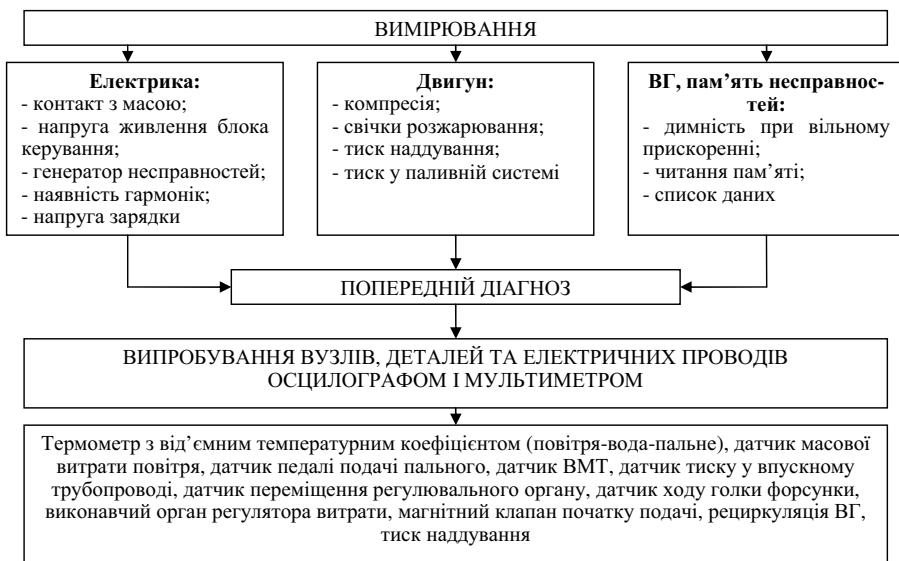 ВИМІРЮВАННЯ
Електрика:
- контакт з масою;
- напруга живлення блока
керування;
- генератор несправностей;
- наявність гармонік;
- напруга зарядки
Двигун:
- компресія;
- свічки розжарювання;
- тиск наддування;
- тиск у паливній системі
ВГ, пам’ять несправнос-
тей:
- димність при вільному
прискоренні;
- читання пам’яті;
- список даних
ПОПЕРЕДНІЙ ДІАГНОЗ
ВИПРОБУВАННЯ ВУЗЛІВ, ДЕТАЛЕЙ ТА ЕЛЕКТРИЧНИХ ПРОВОДІВ
ОСЦИЛОГРАФОМ І МУЛЬТИМЕТРОМ
Термометр з від’ємним температурним коефіцієнтом (повітря-вода-пальне), датчик масової
витрати повітря, датчик педалі подачі пального, датчик ВМТ, датчик тиску у впускному
трубопроводі, датчик переміщення регулювального органу, датчик ходу голки форсунки,
виконавчий орган регулятора витрати, магнітний клапан початку подачі, рециркуляція ВГ,
тиск наддування